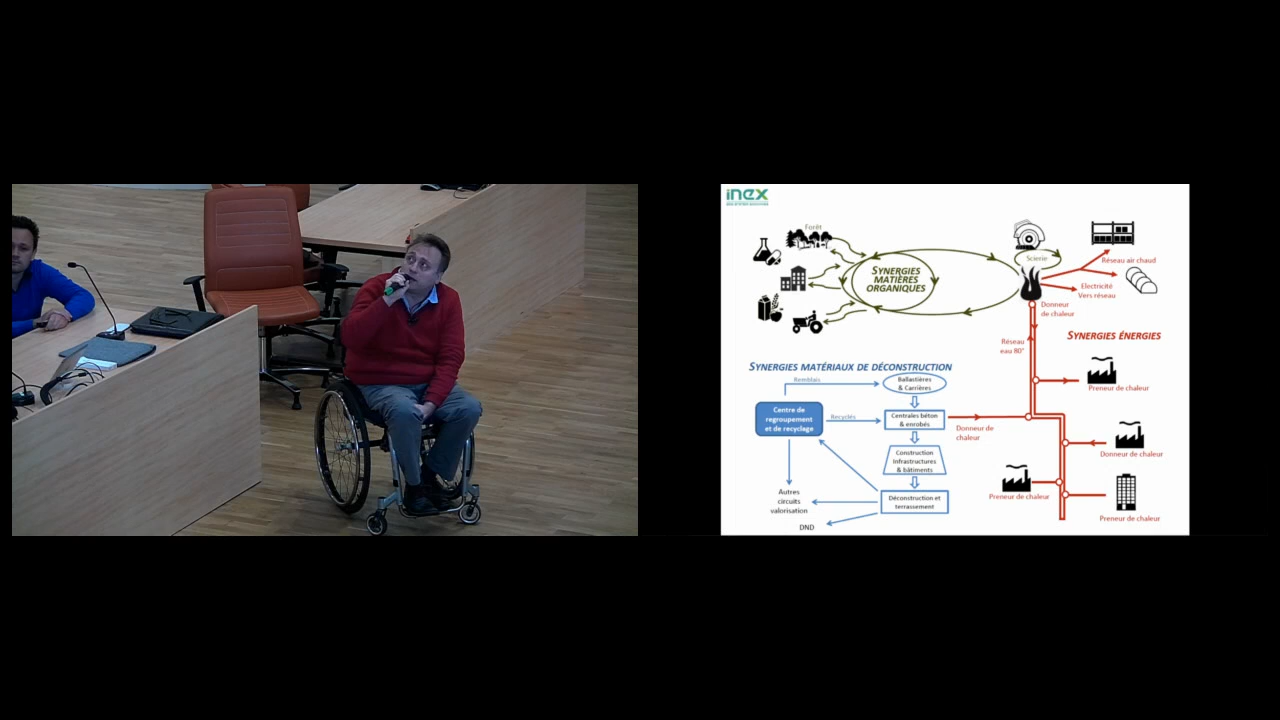 inex
Forêt
SYNERGIES
MATIÈRES
ORGANIQUES
Scierie
Réseau air chaud
Electricité
Vers réseau
Donneur
de chaleur
SYNERGIES ÉNERGIES
Réseau
eau 80°
Preneur de chaleur
Donneur de chaleur
Preneur de chaleur
Preneur de chaleur
SYNERGIES MATÉRIAUX DE DÉCONSTRUCTION
Remblais
Ballastières
& Carrières
Centre de
regroupement
et de recyclage
Recyclés
Centrales béton
& enrobés
Donneur de
chaleur
Construction
Infrastructures
& bâtiments
Autres
circuits
valorisation
Déconstruction et
terrassement
DND